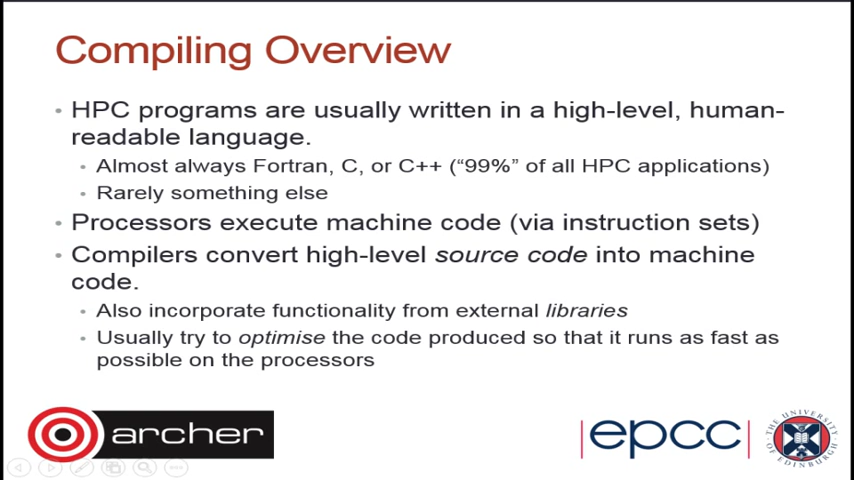 Compiling Overview
• HPC programs are usually written in a high-level, human-
readable language.
• Almost always Fortran, C, or C++ (“99%” of all HPC applications)
• Rarely something else
• Processors execute machine code (via instruction sets)
• Compilers convert high-level source code into machine
code.
• Also incorporate functionality from external libraries
• Usually try to optimise the code produced so that it runs as fast as
possible on the processors
archer
epcc
THE UNIVERSITY
OF EDINBURGH